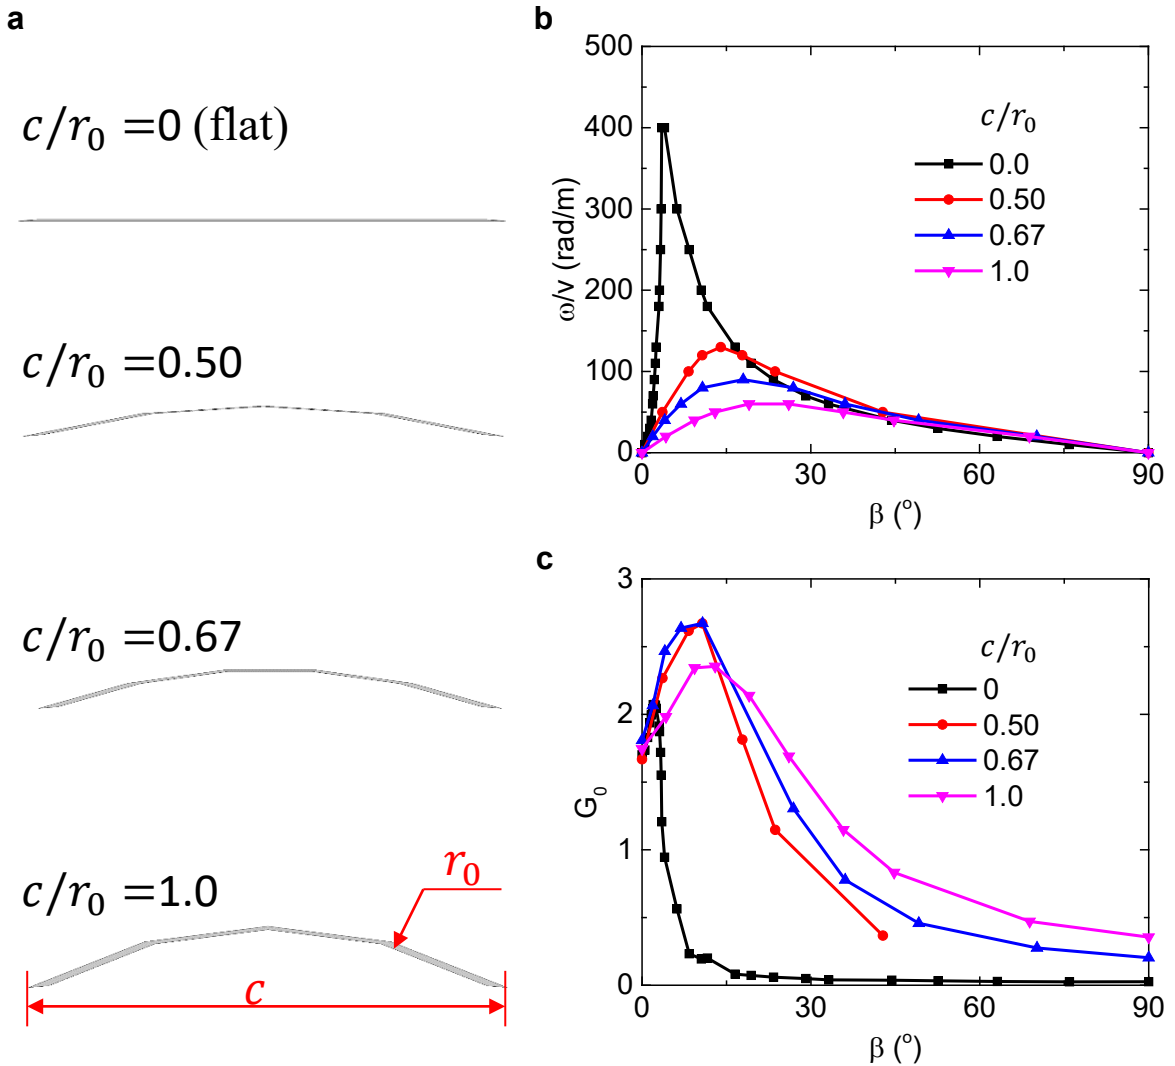 a
c/r₀ =0 (flat)
c/r₀ =0.50
c/r₀ =0.67
c/r₀ =1.0
r₀
c
b
500
400
300
200
100
0
ω/v (rad/m)
0
30
60
90
β (°)
c/r₀
0.0
0.50
0.67
1.0
c
3
2
1
0
G₀
0
30
60
90
β (°)
c/r₀
0
0.50
0.67
1.0